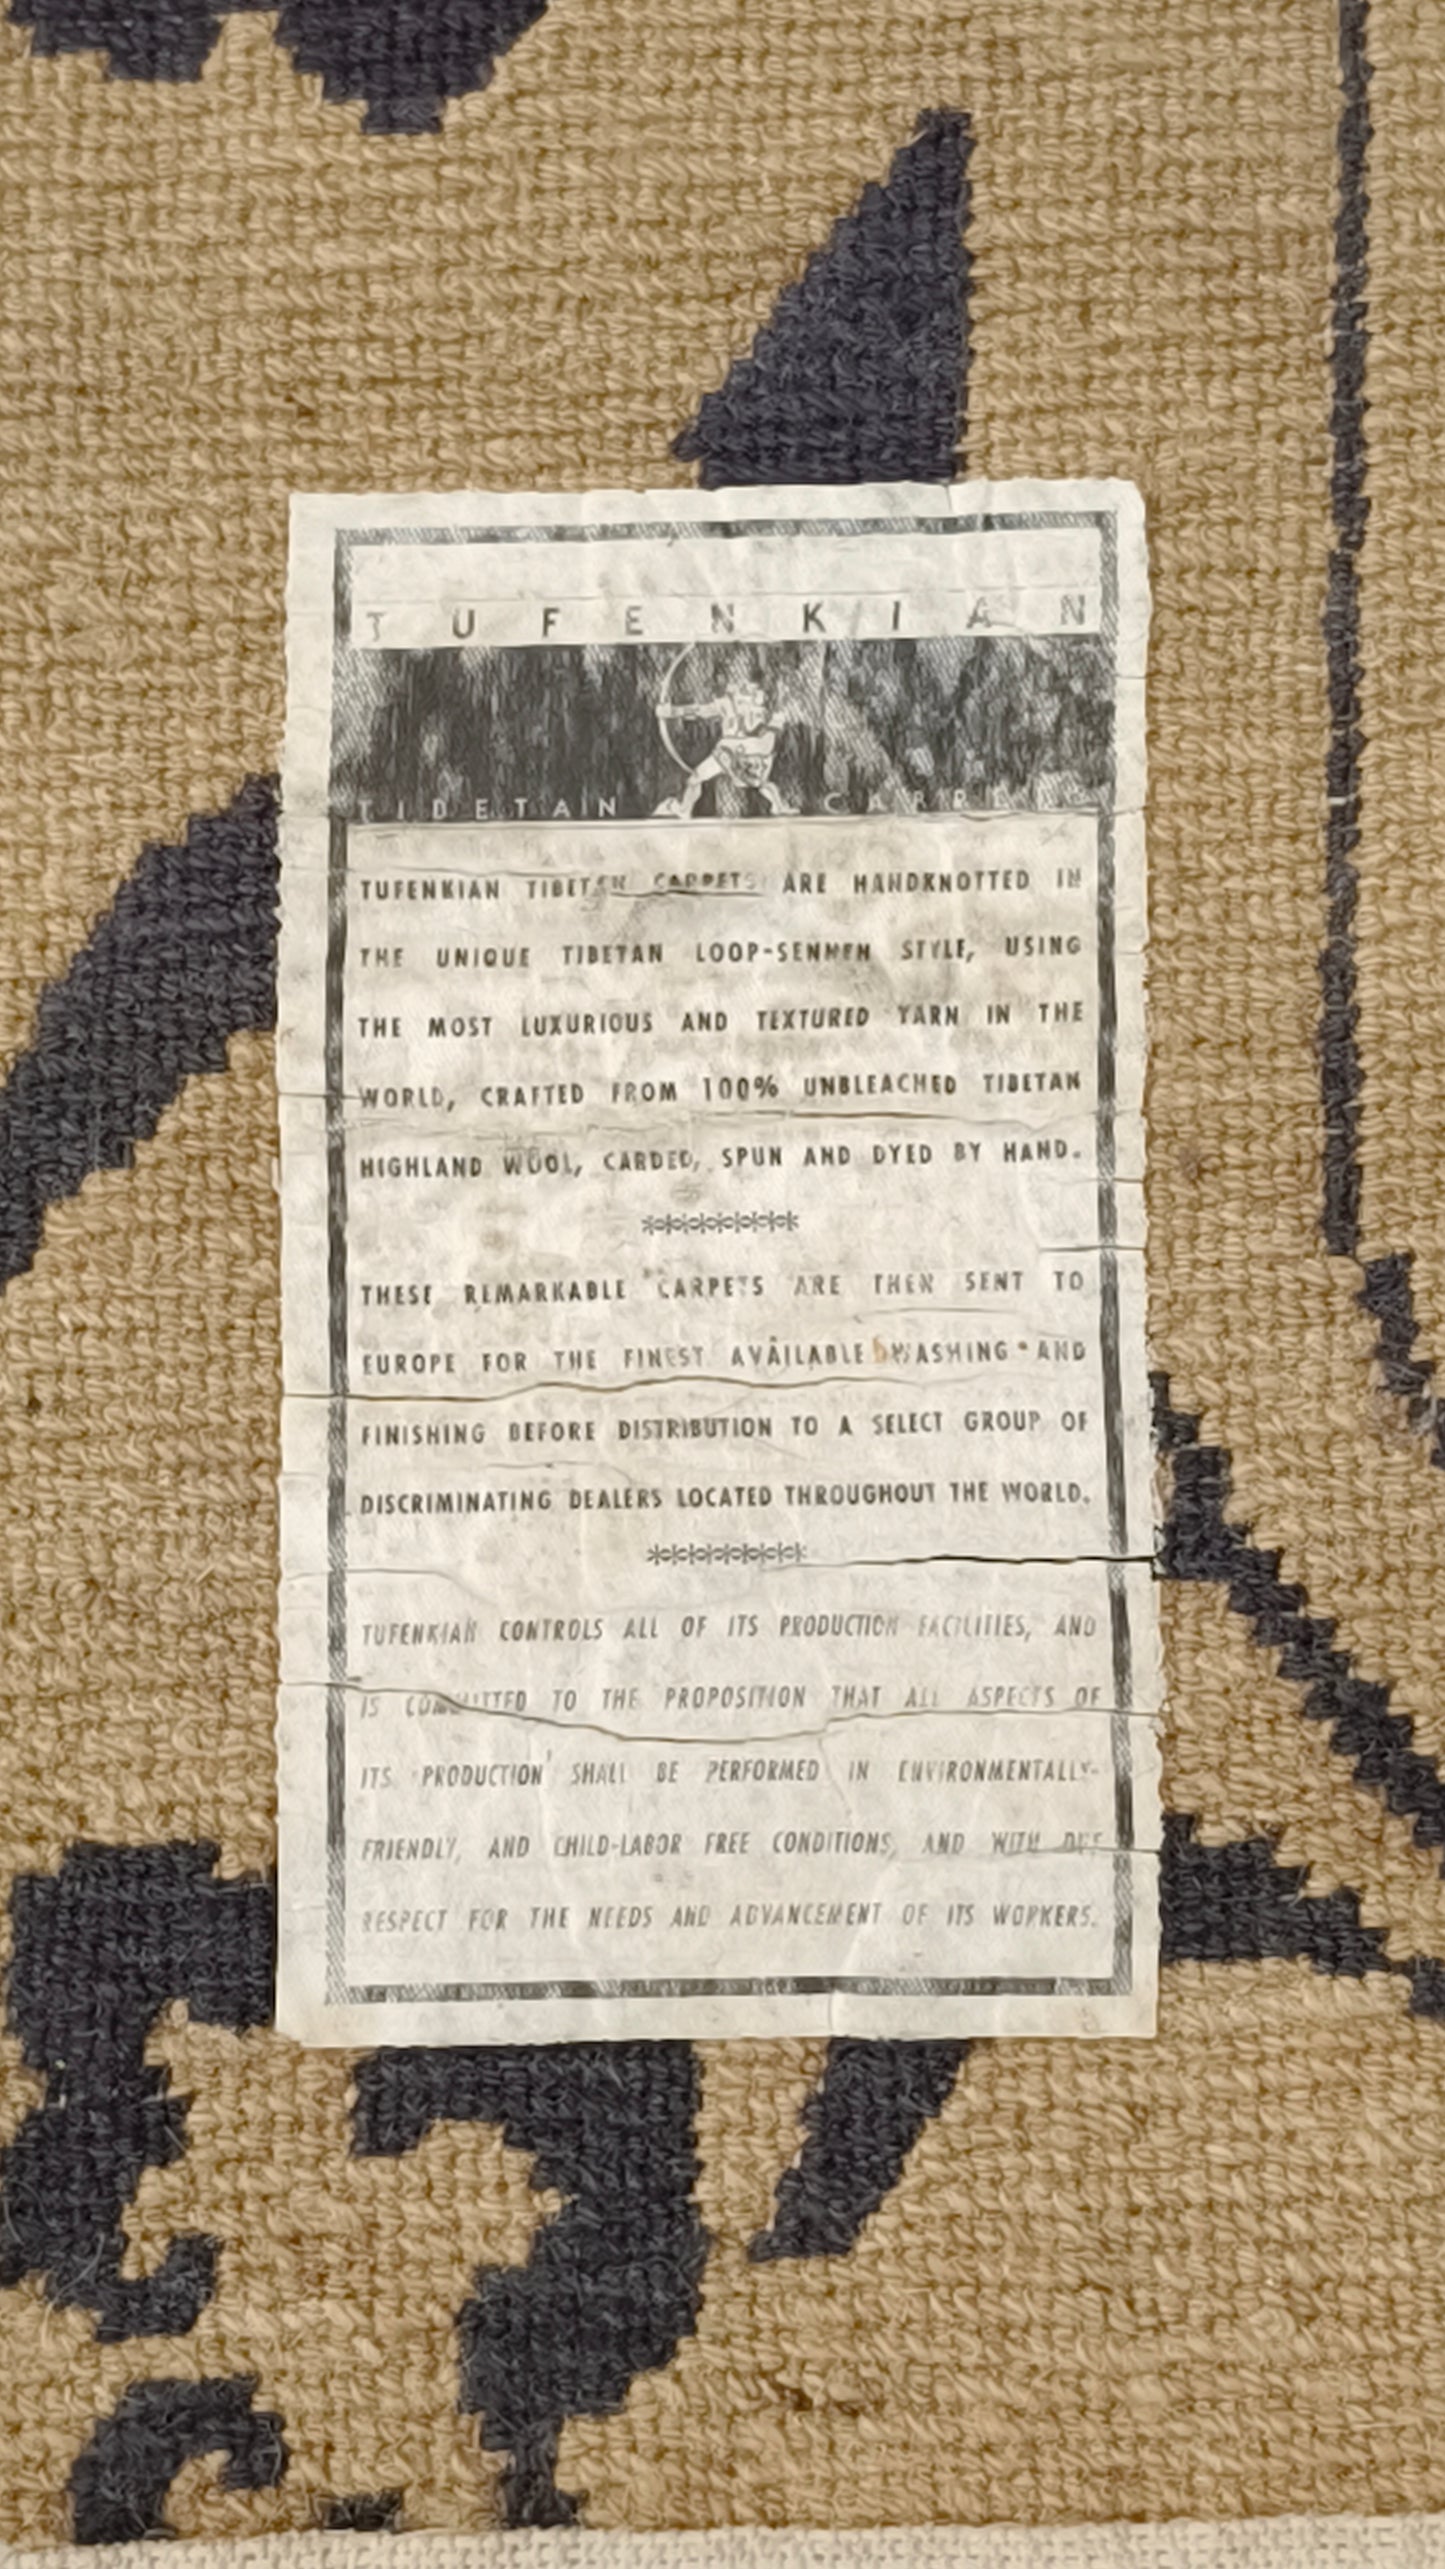 TUFENKIAN
TIBETAN CARPETS
TUFENKIAN TIBETAN CARPETS ARE HANDKNOTTED IN
THE UNIQUE TIBETAN LOOP-SENNEH STYLE, USING
THE MOST LUXURIOUS AND TEXTURED YARN IN THE
WORLD, CRAFTED FROM 100% UNBLEACHED TIBETAN
HIGHLAND WOOL, CARDED, SPUN AND DYED BY HAND.
*********
THESE REMARKABLE CARPETS ARE THEN SENT TO
EUROPE FOR THE FINEST AVAILABLE WASHING AND
FINISHING BEFORE DISTRIBUTION TO A SELECT GROUP OF
DISCRIMINATING DEALERS LOCATED THROUGHOUT THE WORLD.
*********
TUFENKIAN CONTROLS ALL OF ITS PRODUCTION FACILITIES, AND
IS COMMITTED TO THE PROPOSITION THAT ALL ASPECTS OF
ITS PRODUCTION SHALL BE PERFORMED IN ENVIRONMENTALLY-
FRIENDLY, AND CHILD-LABOR FREE CONDITIONS, AND WITH DUE
RESPECT FOR THE NEEDS AND ADVANCEMENT OF ITS WORKERS.